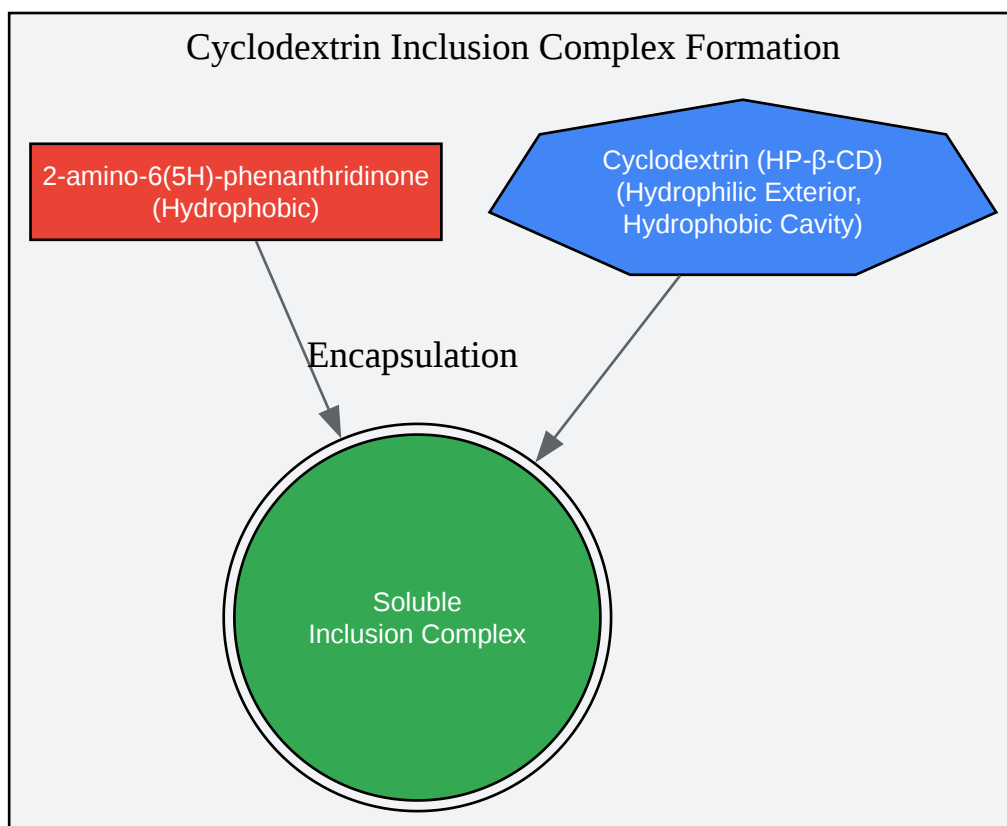 Cyclodextrin Inclusion Complex Formation
2-amino-6(5H)-phenanthridinone
(Hydrophobic)
Cyclodextrin (HP-β-CD)
(Hydrophilic Exterior,
Hydrophobic Cavity)
Encapsulation
Soluble
Inclusion Complex